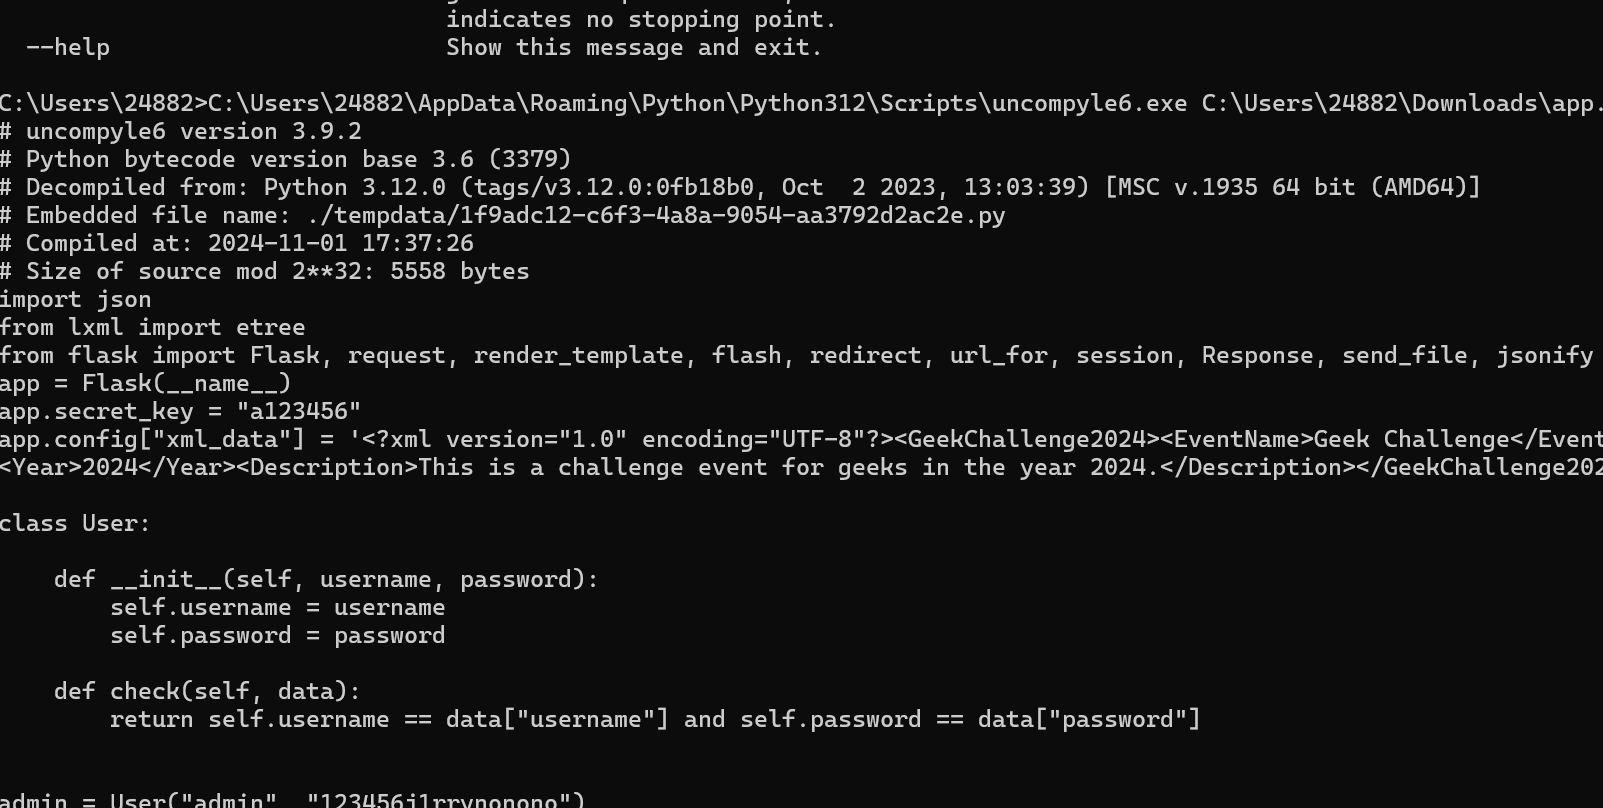 indicates no stopping point.
--help                        Show this message and exit.
C:\Users\24882>C:\Users\24882\AppData\Roaming\Python\Python312\Scripts\uncompyle6.exe C:\Users\24882\Downloads\app.
# uncompyle6 version 3.9.2
# Python bytecode version base 3.6 (3379)
# Decompiled from: Python 3.12.0 (tags/v3.12.0:0fb18b0, Oct  2 2023, 13:03:39) [MSC v.1935 64 bit (AMD64)]
# Embedded file name: ./tempdata/1f9adc12-c6f3-4a8a-9054-aa3792d2ac2e.py
# Compiled at: 2024-11-01 17:37:26
# Size of source mod 2**32: 5558 bytes
import json
from lxml import etree
from flask import Flask, request, render_template, flash, redirect, url_for, session, Response, send_file, jsonify
app = Flask(__name__)
app.secret_key = "a123456"
app.config["xml_data"] = '<?xml version="1.0" encoding="UTF-8"?><GeekChallenge2024><EventName>Geek Challenge</Event
<Year>2024</Year><Description>This is a challenge event for geeks in the year 2024.</Description></GeekChallenge202
class User:
    def __init__(self, username, password):
        self.username = username
        self.password = password
    def check(self, data):
        return self.username == data["username"] and self.password == data["password"]
admin = User("admin", "123456j1rrynonono")